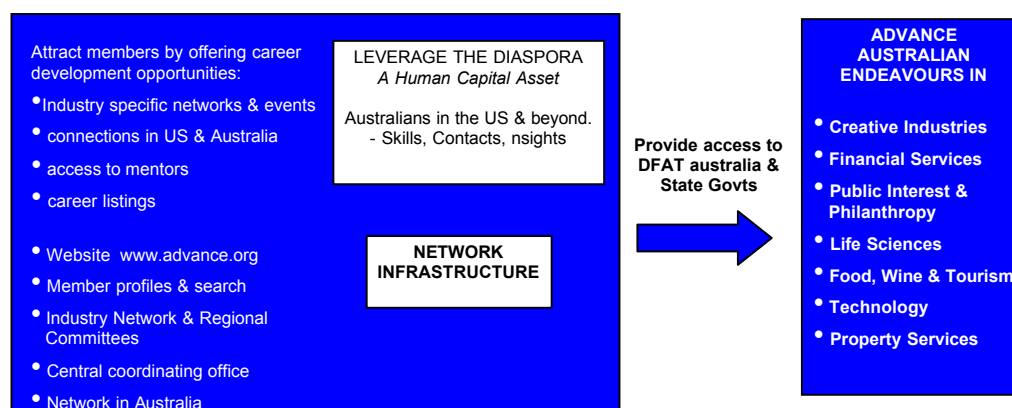 Attract members by offering career
development opportunities:
•Industry specific networks & events
• connections in US & Australia
• access to mentors
• career listings
• Website www.advance.org
• Member profiles & search
• Industry Network & Regional
Committees
• Central coordinating office
• Network in Australia
LEVERAGE THE DIASPORA
A Human Capital Asset
Australians in the US & beyond.
- Skills, Contacts, nsights
NETWORK
INFRASTRUCTURE
Provide access to
DFAT australia &
State Govts
ADVANCE
AUSTRALIAN
ENDEAVOURS IN
• Creative Industries
• Financial Services
• Public Interest &
Philanthropy
• Life Sciences
• Food, Wine & Tourism
• Technology
• Property Services